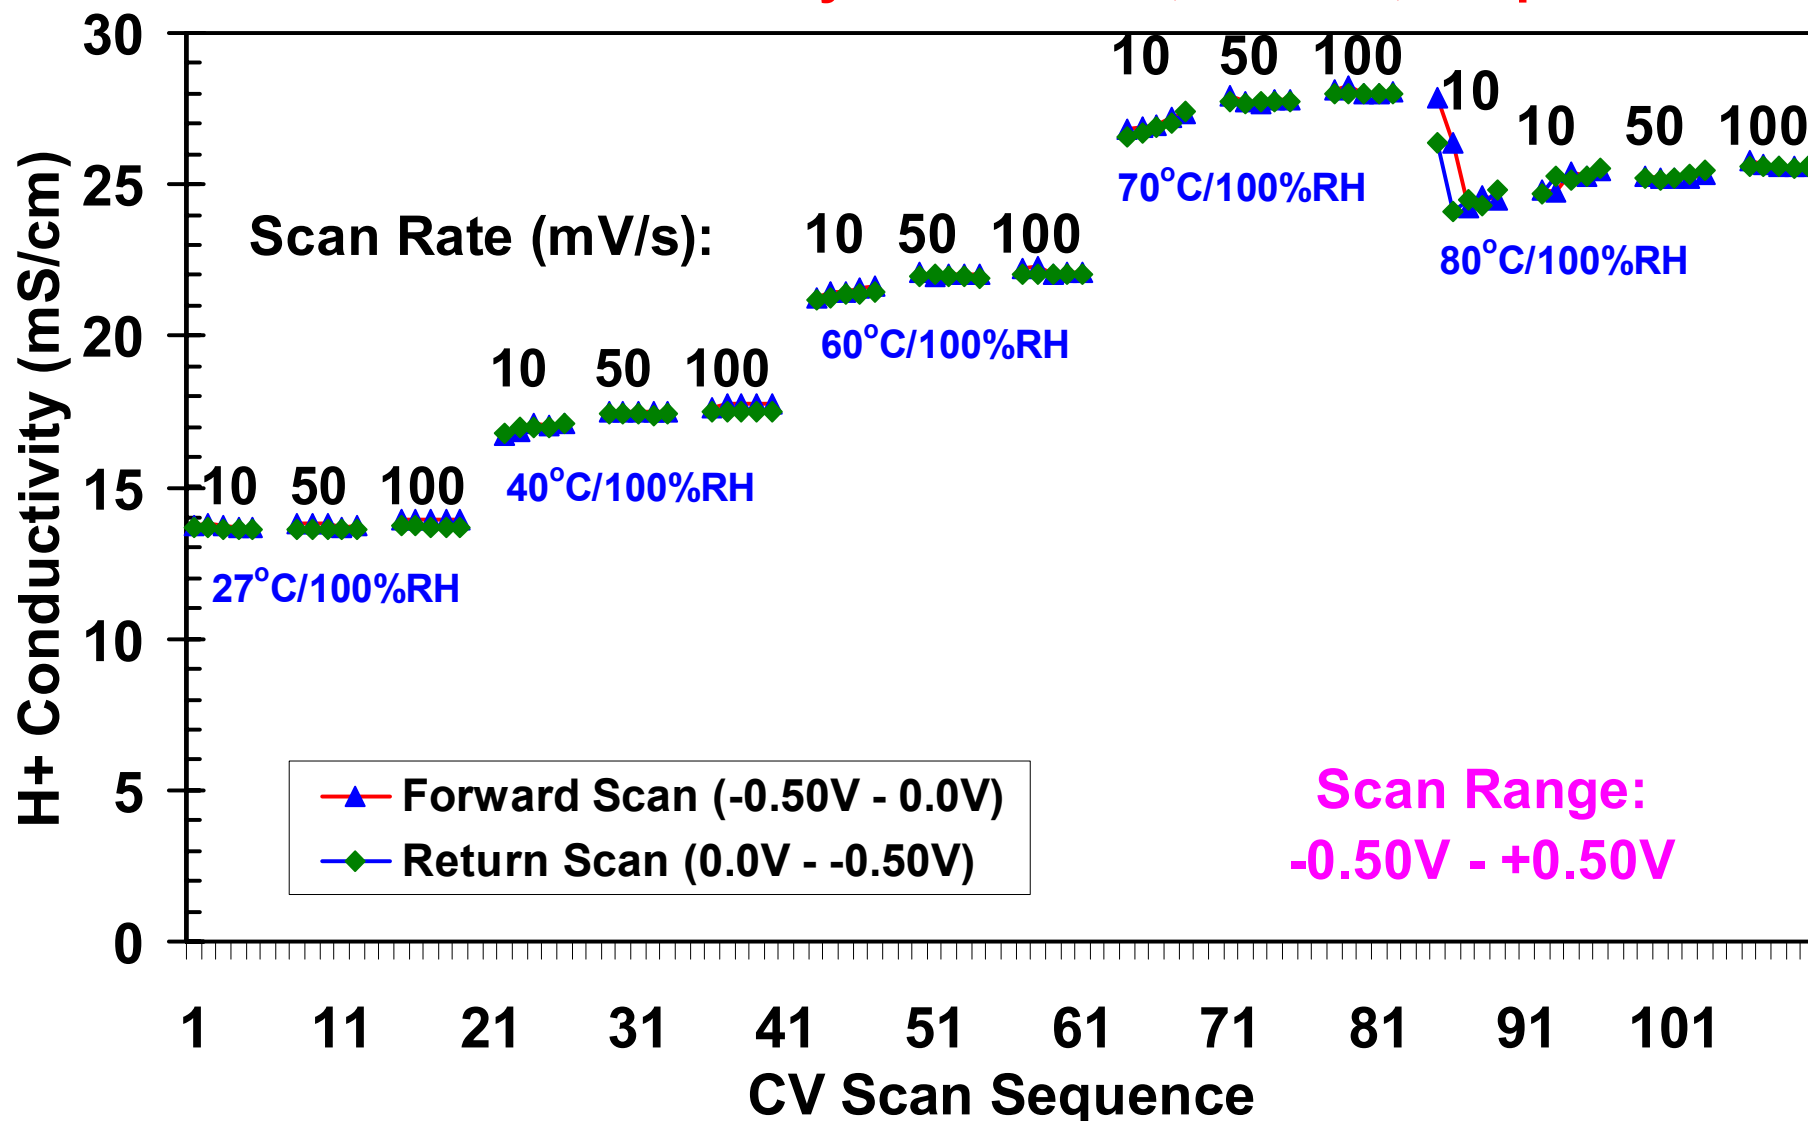 30
10 50 100
10
10 50 100
25
70°C/100%RH
Scan Rate (mV/s):
10 50 100
80°C/100%RH
20
60°C/100%RH
10 50 100
15
10 50 100
40°C/100%RH
27°C/100%RH
10
H+ Conductivity (mS/cm)
5
Forward Scan (-0.50V - 0.0V)
Return Scan (0.0V - -0.50V)
Scan Range:
-0.50V - +0.50V
0
1 11 21 31 41 51 61 71 81 91 101
CV Scan Sequence